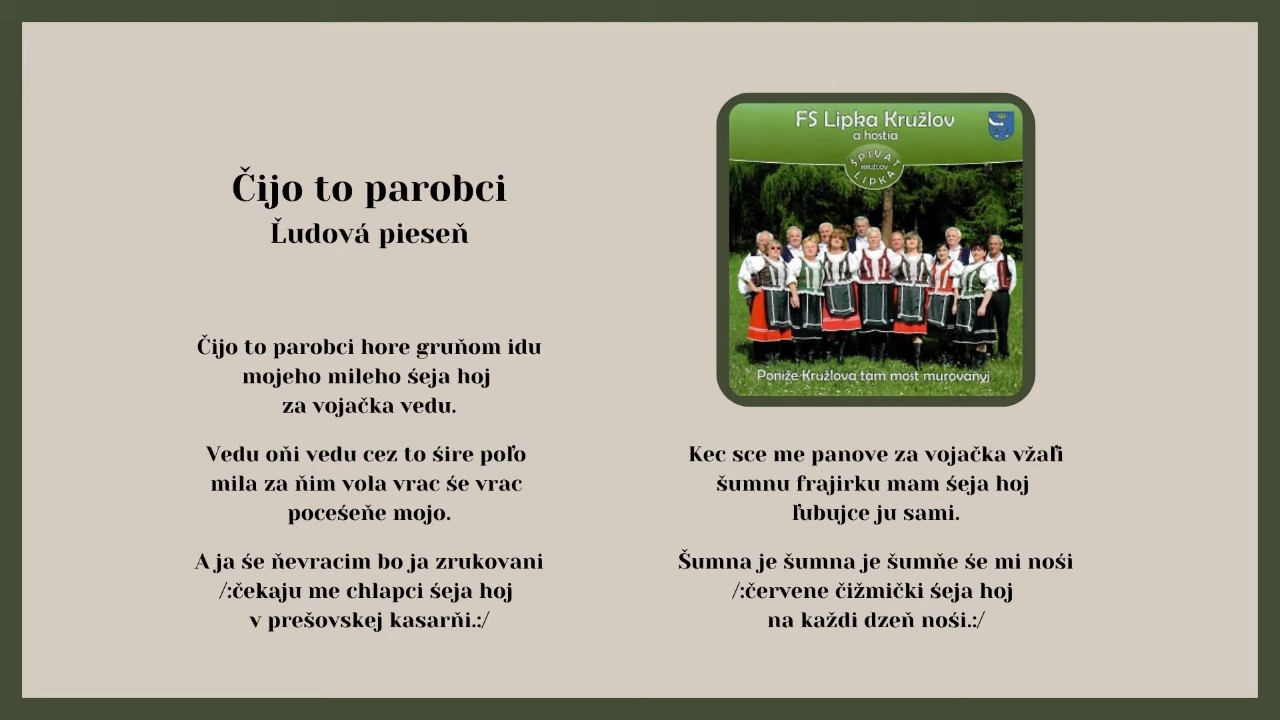 Čijo to parobci
Ľudová pieseň
Čijo to parobci hore gruňom idu
mojeho mileho śeja hoj
za vojačka vedu.
Vedu oňi vedu cez to śire poľo
mila za ňim vola vrac śe vrac
pocešeňe mojo.
A ja śe ňevracim bo ja zrukovani
/:čekaju me chlapci śeja hoj
v prešovskej kasarňi.:/
FS Lipka Kružlov
a hostia
ŠPIVAT
KRUŽLOV
LIPKA
Poniže Kružlova tam most murovanyj
Kec sce me panove za vojačka vžaľi
šumnu frajirku mam śeja hoj
ľubujce ju sami.
Šumna je šumna je šumňe śe mi nośi
/:červene čižmički śeja hoj
na každi dzeň nośi.:/